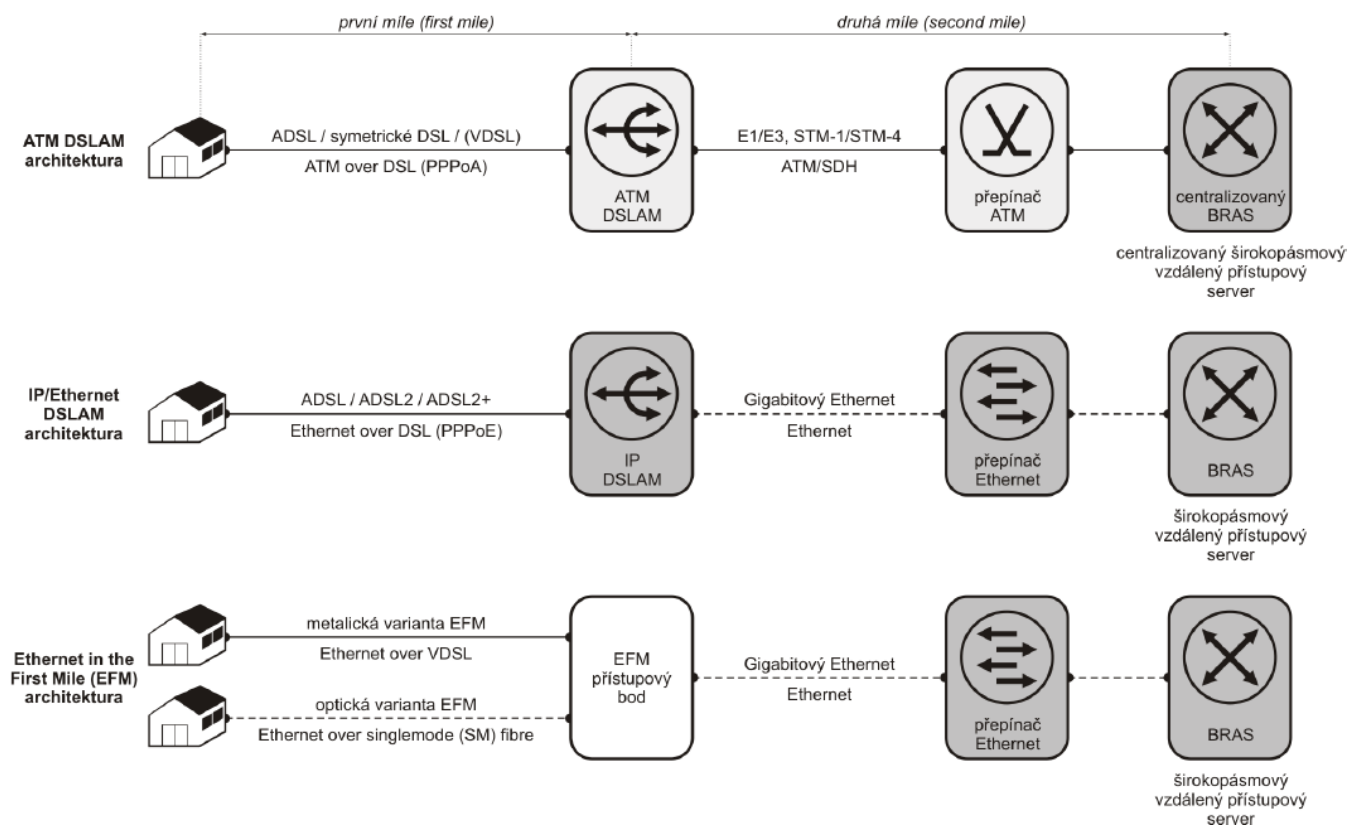 první míle (first mile)
druhá míle (second mile)
ATM DSLAM
architektura
ADSL / symetrické DSL / (VDSL)
ATM over DSL (PPPoA)
ATM
DSLAM
E1/E3, STM-1/STM-4
ATM/SDH
přepínač
ATM
centralizovaný
BRAS
centralizovaný širokopásmový
vzdálený přístupový
server
IP/Ethernet
DSLAM
architektura
ADSL / ADSL2 / ADSL2+
Ethernet over DSL (PPPoE)
IP
DSLAM
Gigabitový Ethernet
Ethernet
přepínač
Ethernet
BRAS
širokopásmový
vzdálený přístupový
server
Ethernet in the
First Mile (EFM)
architektura
metalická varianta EFM
Ethernet over VDSL
optická varianta EFM
Ethernet over singlemode (SM) fibre
EFM
přístupový
bod
Gigabitový Ethernet
Ethernet
přepínač
Ethernet
BRAS
širokopásmový
vzdálený přístupový
server